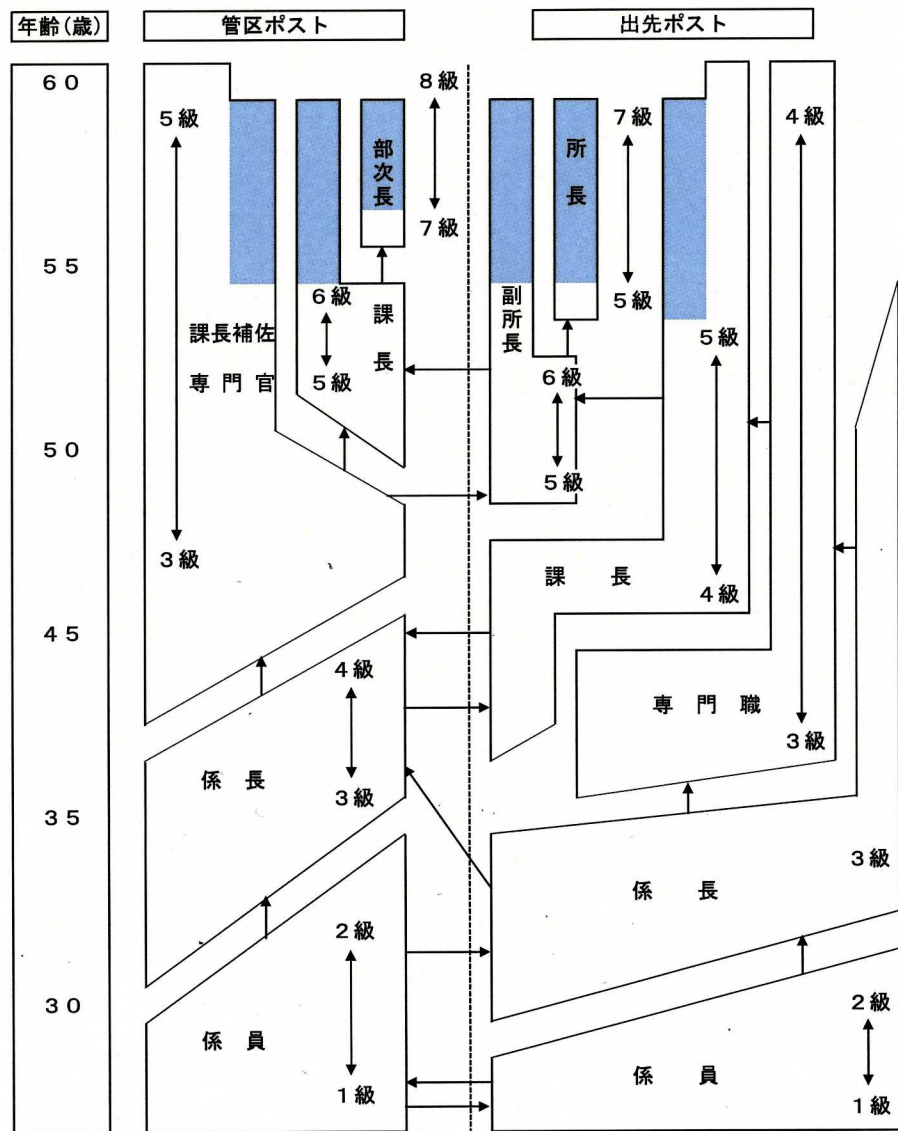 年齢(歳)
管区ポスト
出先ポスト
60
55
50
45
35
30
5級
3級
課長補佐
専門官
6級
5級
課長
部次長
8級
7級
4級
3級
係長
2級
1級
係員
副所長
所長
7級
5級
6級
5級
5級
4級
課長
4級
3級
専門職
3級
係長
2級
1級
係員